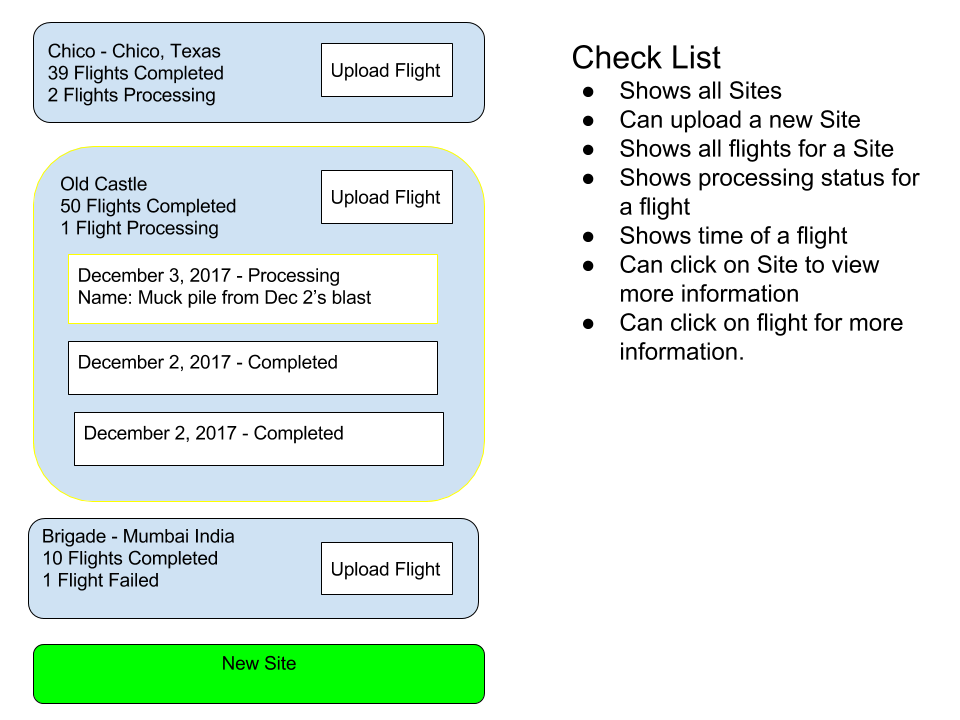 Chico - Chico, Texas
39 Flights Completed
2 Flights Processing
Upload Flight
Old Castle
50 Flights Completed
1 Flight Processing
Upload Flight
December 3, 2017 - Processing
Name: Muck pile from Dec 2’s blast
December 2, 2017 - Completed
December 2, 2017 - Completed
Brigade - Mumbai India
10 Flights Completed
1 Flight Failed
Upload Flight
New Site
Check List
● Shows all Sites
● Can upload a new Site
● Shows all flights for a Site
● Shows processing status for
a flight
● Shows time of a flight
● Can click on Site to view
more information
● Can click on flight for more
information.